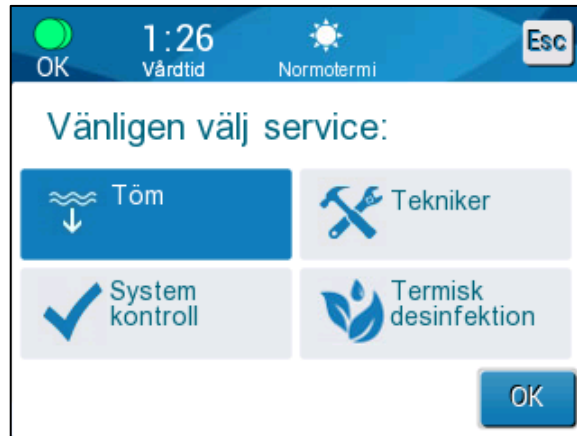 OK
1:26
Vårdtid
Normotermi
Esc
Vänligen välj service:
Töm
Tekniker
System
kontroll
Termisk
desinfektion
OK